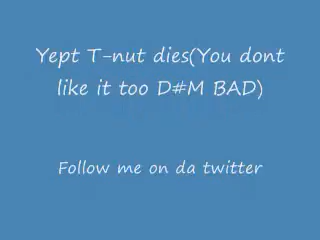 Yept T-nut dies(You dont
like it too D#M BAD)
Follow me on da twitter